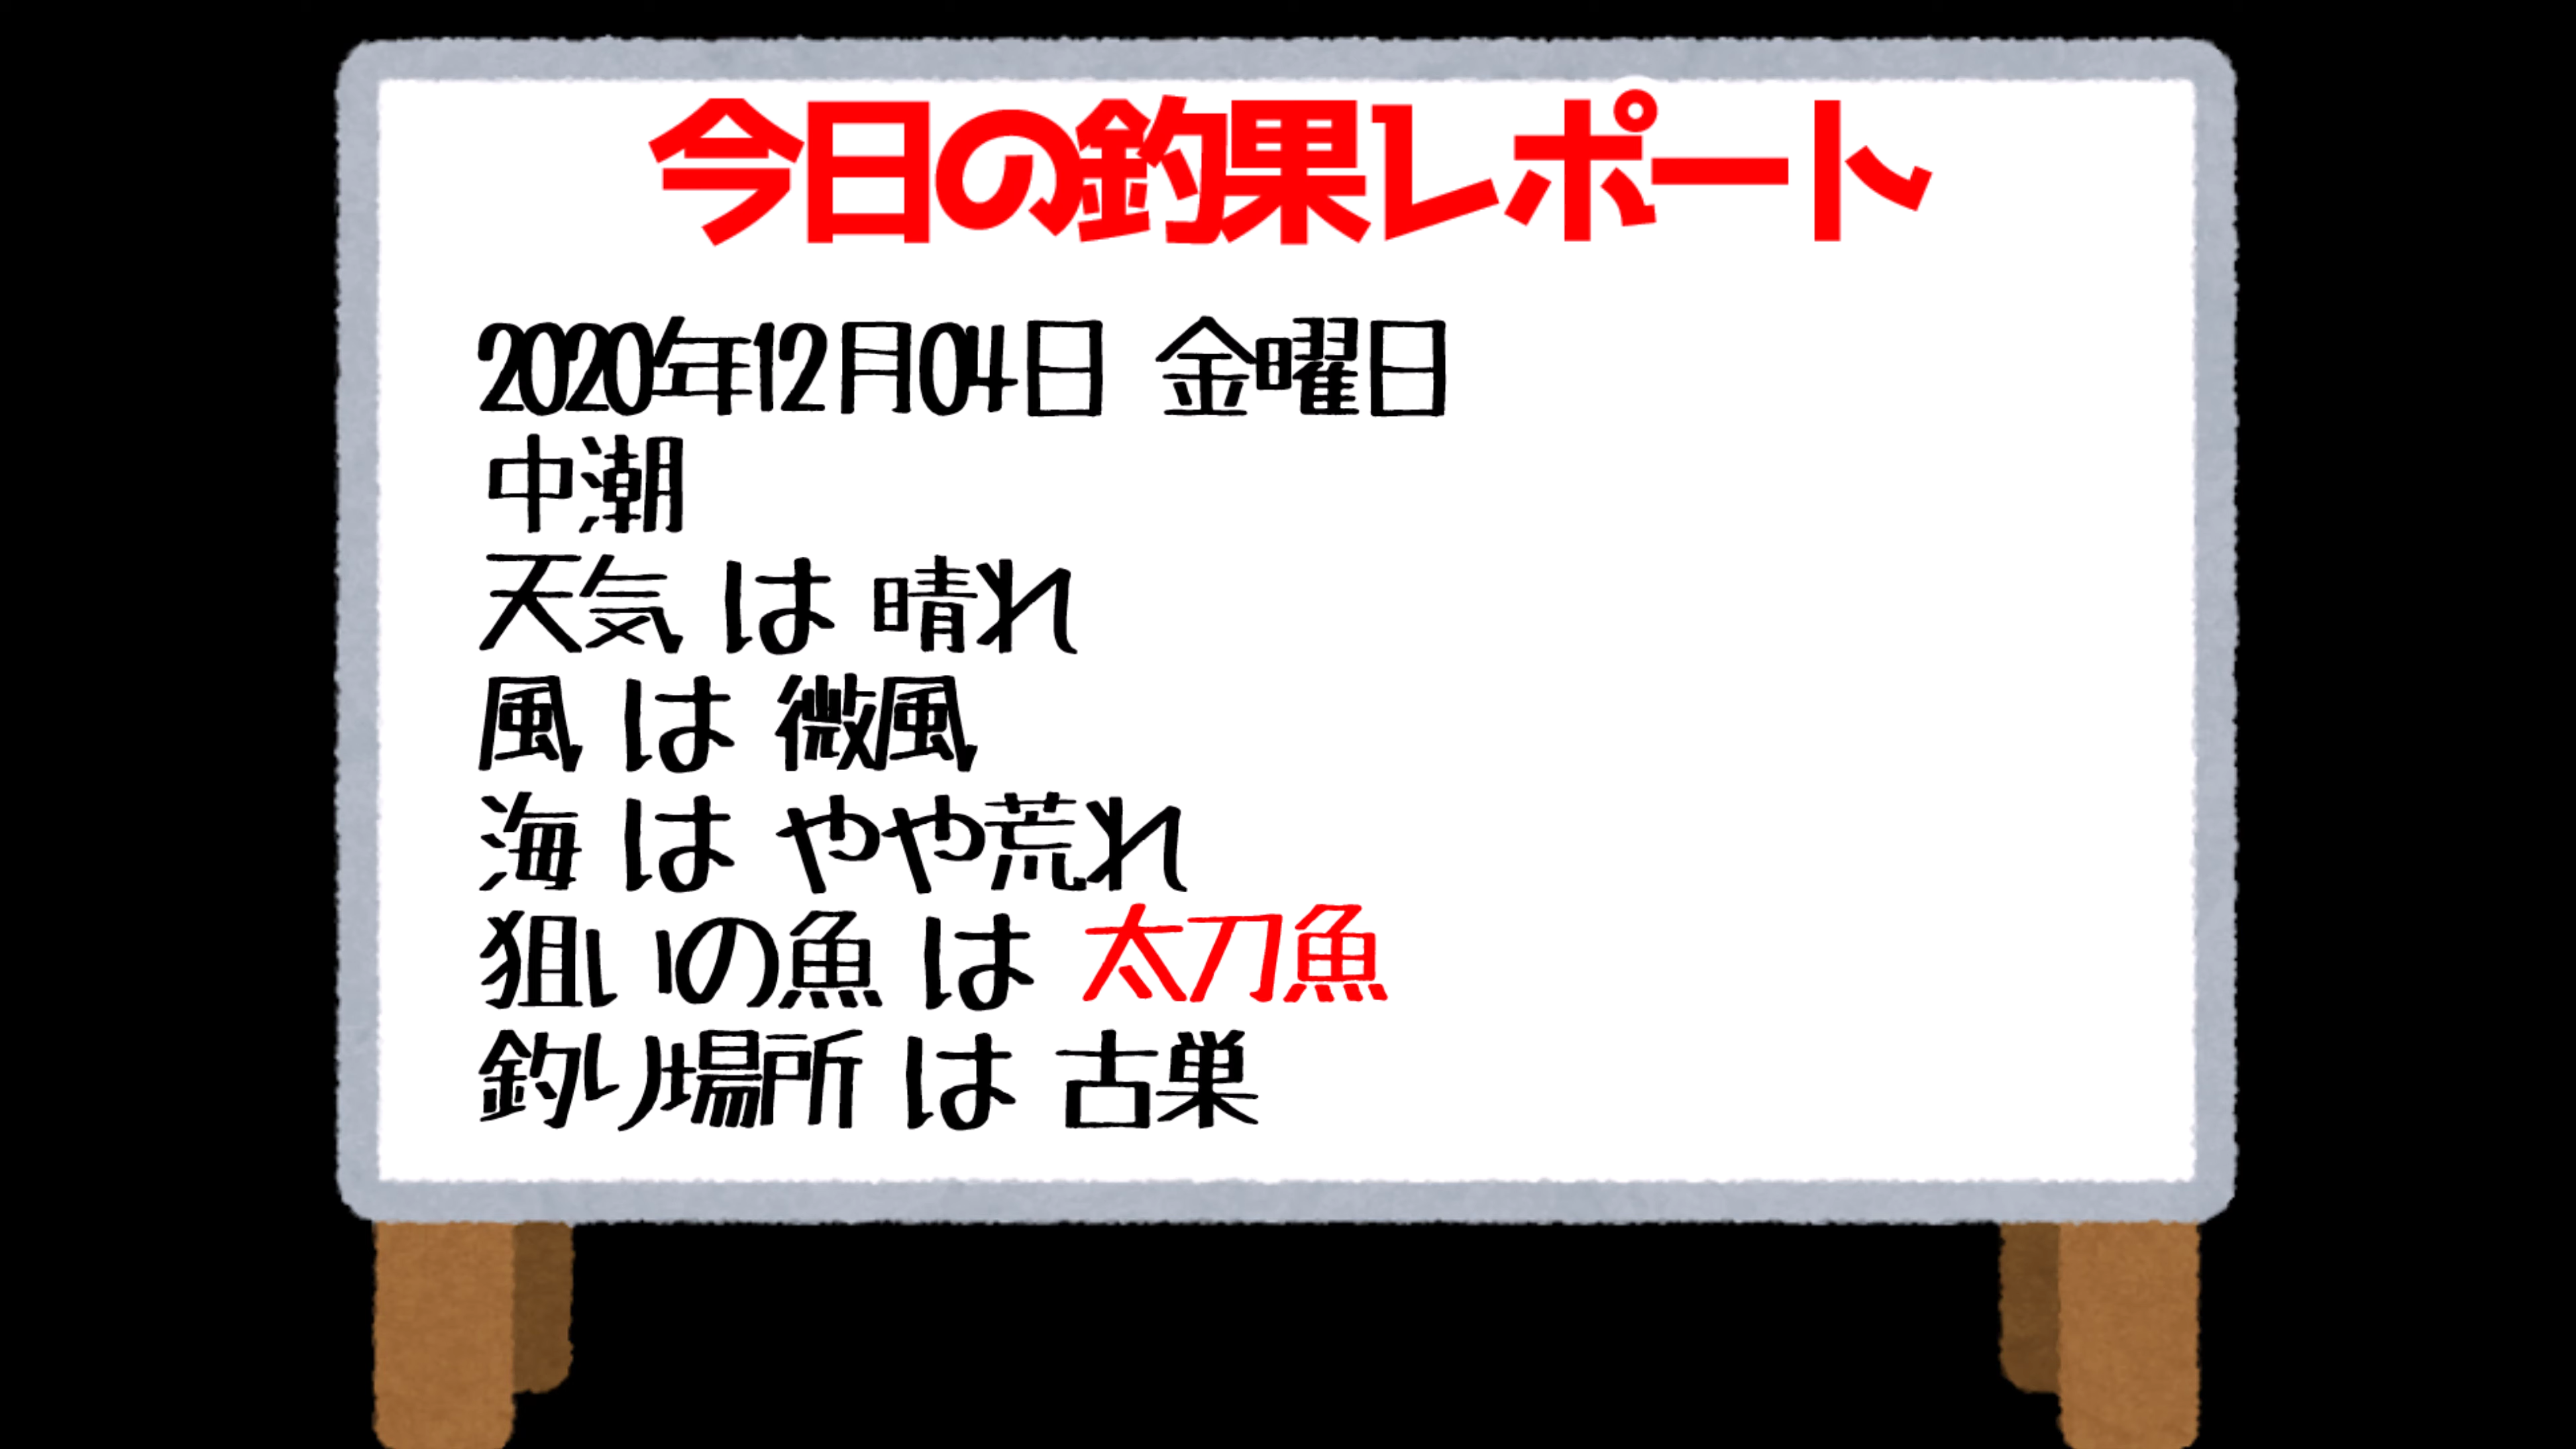 今日の釣果レポート
2020年12月04日 金曜日
中潮
天気 は 晴れ
風 は 微風
海 は やや荒れ
狙いの魚 は 太刀魚
釣り場所 は 古巣